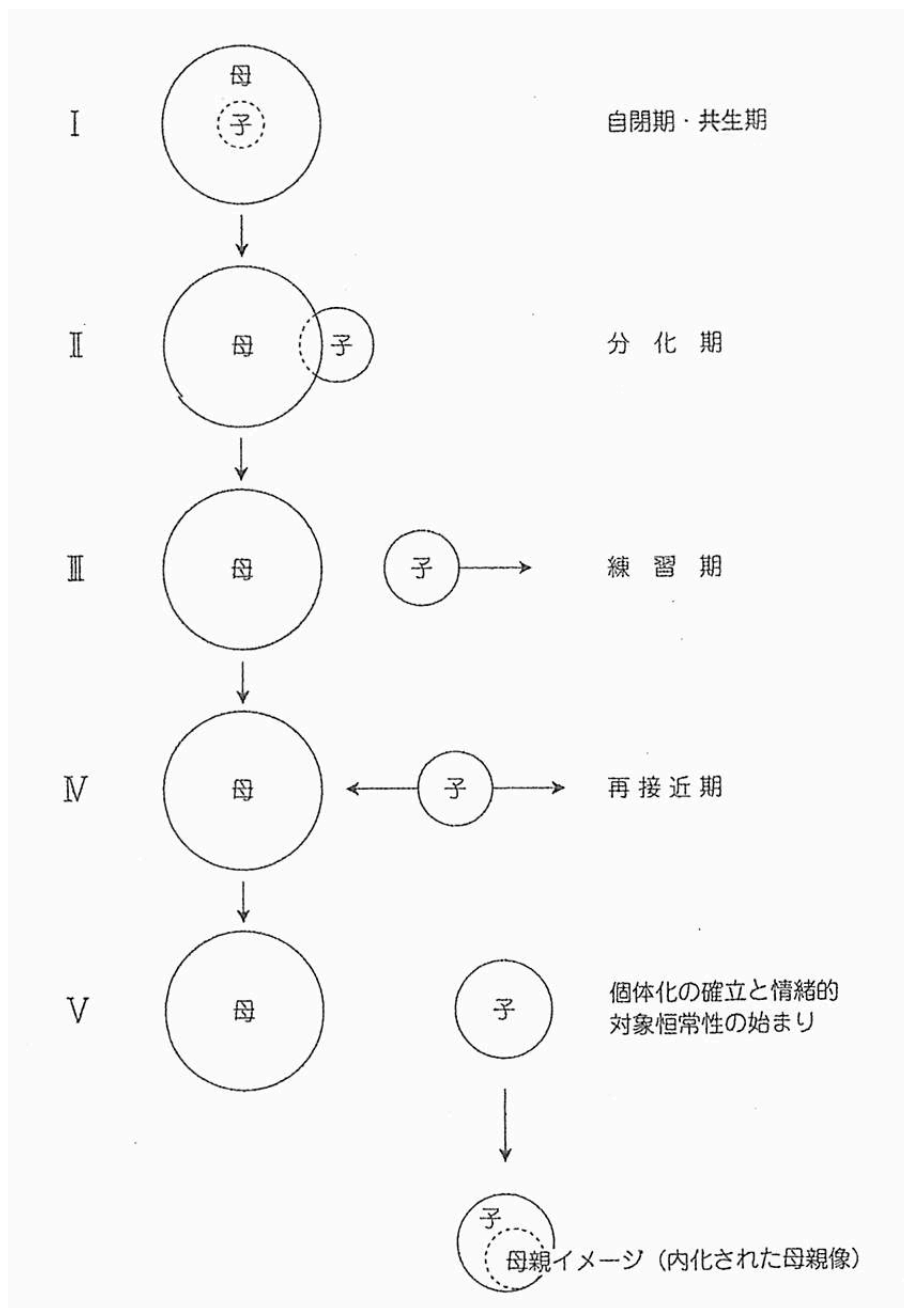 母
Ⅰ 子 自閉期・共生期
Ⅱ 母 子 分化期
Ⅲ 母 子 練習期
Ⅳ 母 子 再接近期
Ⅴ 母 子 個体化の確立と情緒的
対象恒常性の始まり
子
母親イメージ（内化された母親像）